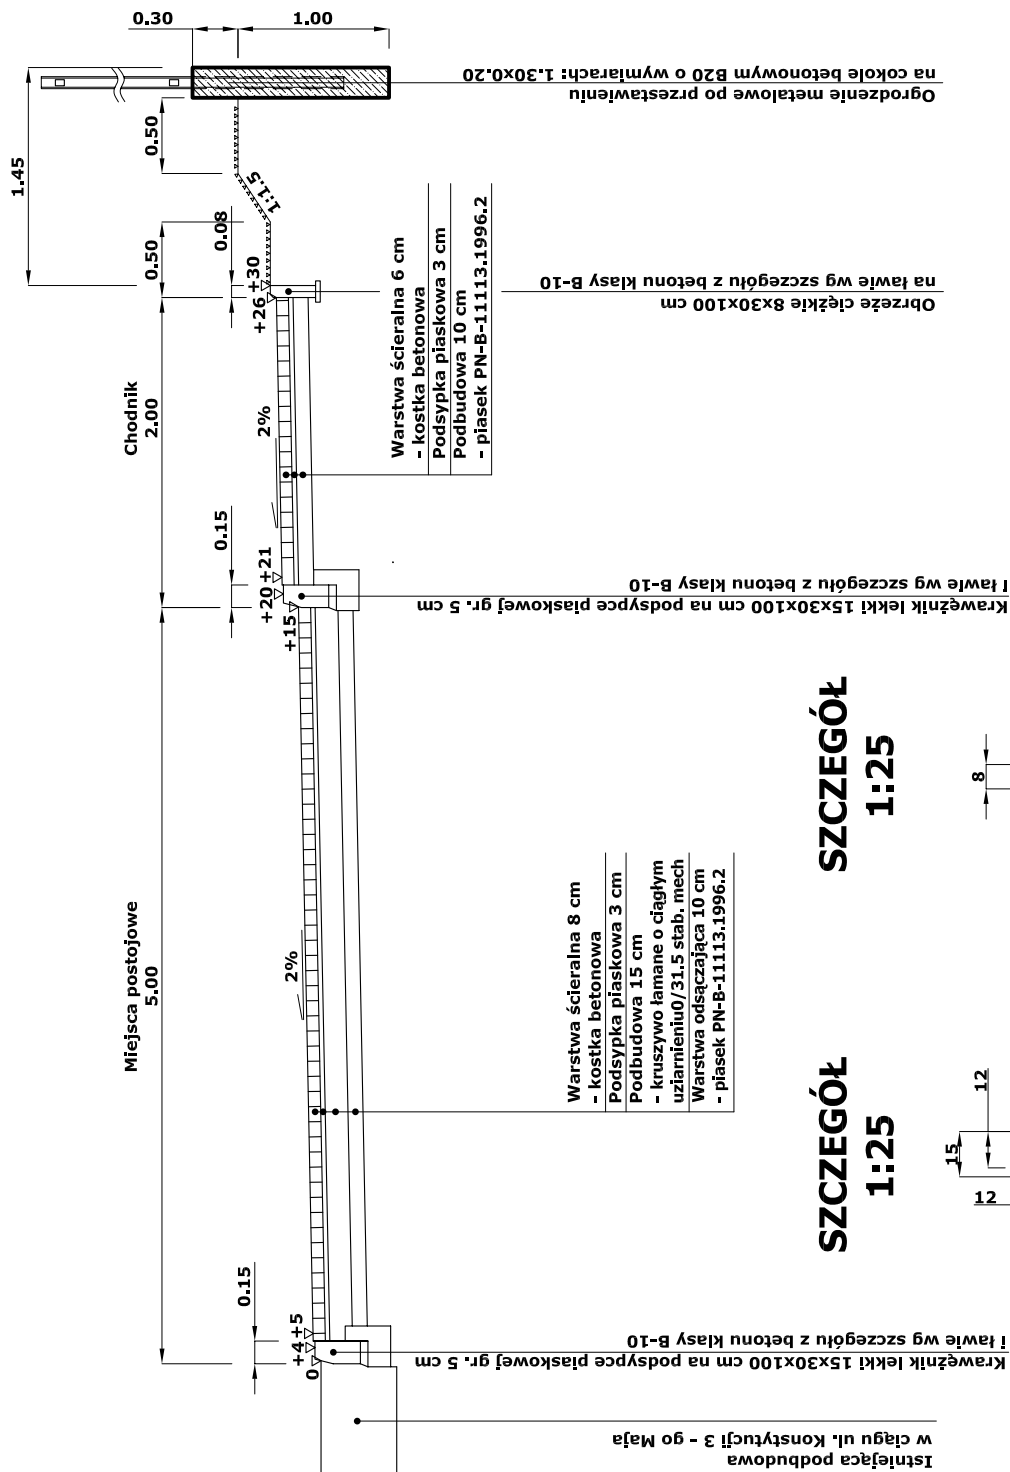 0.30
1.00
1.45
0.50
0.50
0.08
1:1.5
Ogrodzenie metalowe po przestawieniu
na cokole betonowym B20 o wymiarach: 1.30x0.20
+30
+26
Obrzeże ciężkie 8x30x100 cm
na ławie wg szczegółu z betonu klasy B-10
Chodnik
2.00
2%
Warstwa ścieralna 6 cm
- kostka betonowa
Podsypka piaskowa 3 cm
Podbudowa 10 cm
- piasek PN-B-11113.1996.2
0.15
+21
+20
+15
Krawężnik lekki 15x30x100 cm na podsypce piaskowej gr. 5 cm
i ławie wg szczegółu z betonu klasy B-10
Miejsca postojowe
5.00
2%
Warstwa ścieralna 8 cm
- kostka betonowa
Podsypka piaskowa 3 cm
Podbudowa 15 cm
- kruszywo łamane o ciągłym
uziarnieniu0/31.5 stab. mech
Warstwa odsączająca 10 cm
- piasek PN-B-11113.1996.2
0.15
+5
+4
0
Krawężnik lekki 15x30x100 cm na podsypce piaskowej gr. 5 cm
i ławie wg szczegółu z betonu klasy B-10
Istniejąca podbudowa
w ciągu ul. Konstytucji 3 - go Maja
SZCZEGÓŁ
1:25
8
SZCZEGÓŁ
1:25
15
12
12